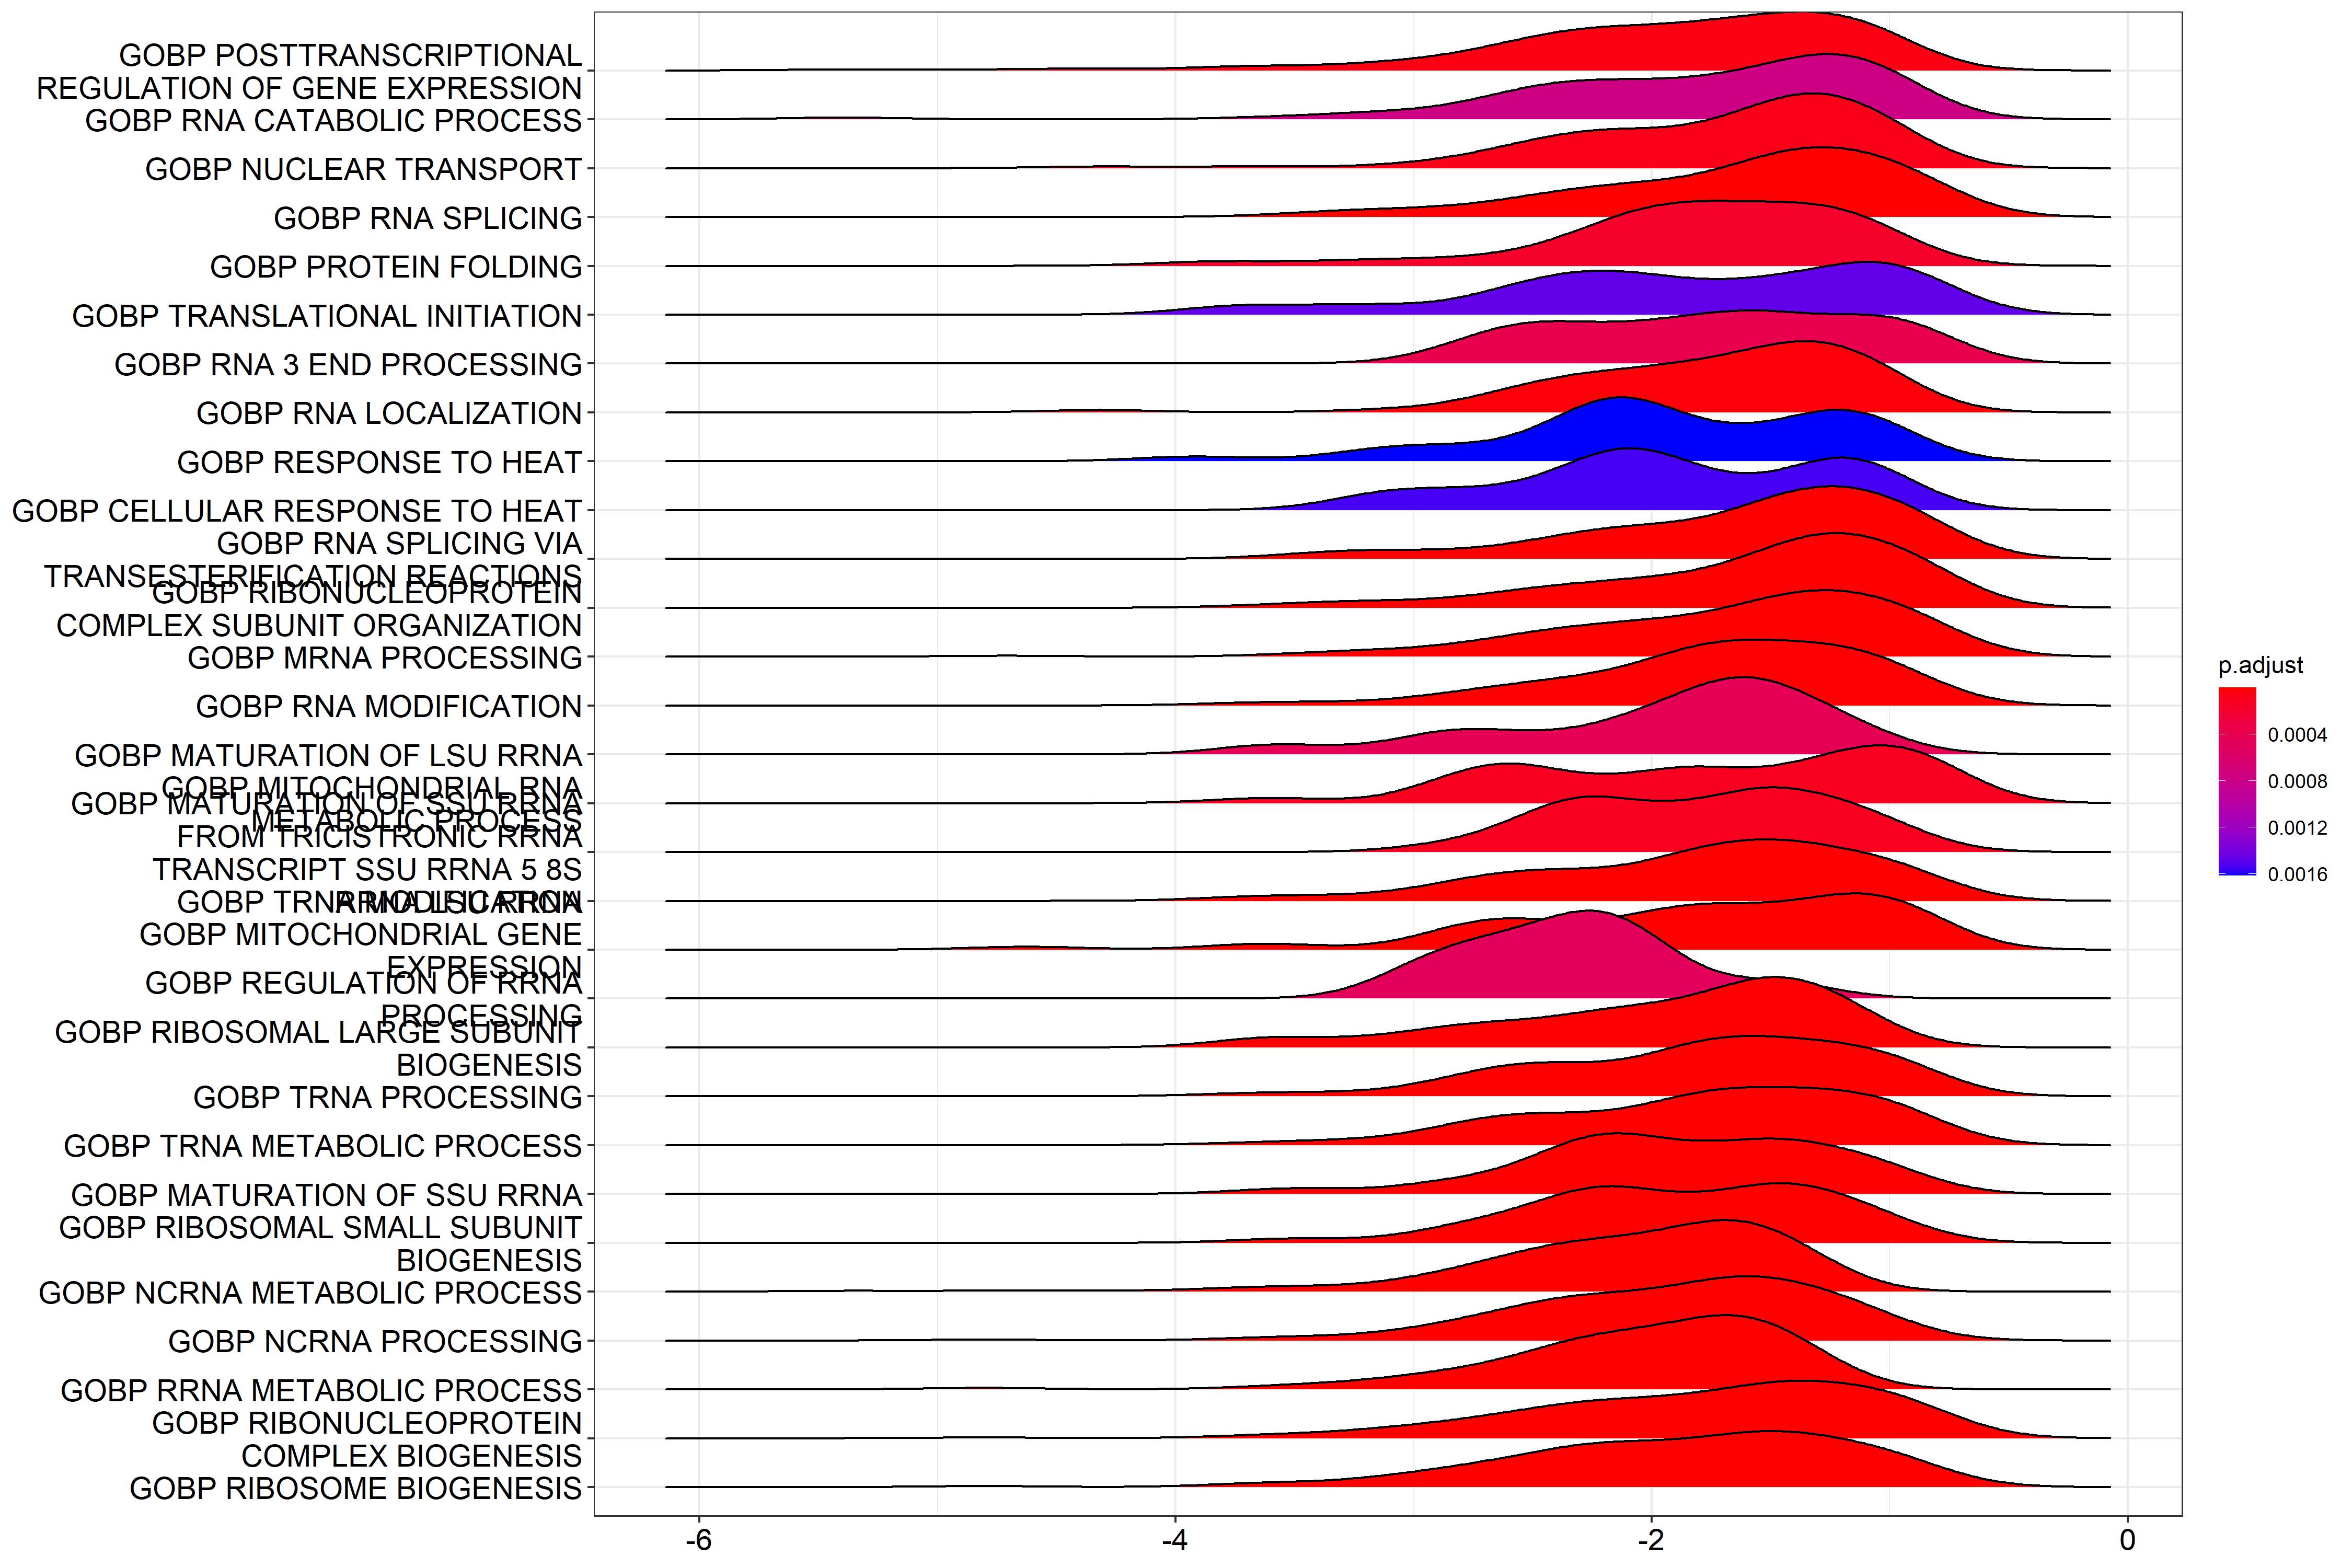 GOBP POSTTRANSCRIPTIONAL
REGULATION OF GENE EXPRESSION
GOBP RNA CATABOLIC PROCESS
GOBP NUCLEAR TRANSPORT
GOBP RNA SPLICING
GOBP PROTEIN FOLDING
GOBP TRANSLATIONAL INITIATION
GOBP RNA 3 END PROCESSING
GOBP RNA LOCALIZATION
GOBP RESPONSE TO HEAT
GOBP CELLULAR RESPONSE TO HEAT
GOBP RNA SPLICING VIA
TRANSESTERIFICATION REACTIONS
GOBP RIBONUCLEOPROTEIN
COMPLEX SUBUNIT ORGANIZATION
GOBP MRNA PROCESSING
GOBP RNA MODIFICATION
GOBP MATURATION OF LSU RRNA
GOBP MITOCHONDRIAL RNA
METABOLIC PROCESS
GOBP MATURATION OF SSU RRNA
FROM TRICISTRONIC RRNA
TRANSCRIPT SSU RRNA 5 8S
RRNA LSU RRNA
GOBP TRNA MODIFICATION
GOBP MITOCHONDRIAL GENE
EXPRESSION
GOBP REGULATION OF RRNA
PROCESSING
GOBP RIBOSOMAL LARGE SUBUNIT
BIOGENESIS
GOBP TRNA PROCESSING
GOBP TRNA METABOLIC PROCESS
GOBP MATURATION OF SSU RRNA
GOBP RIBOSOMAL SMALL SUBUNIT
BIOGENESIS
GOBP NCRNA METABOLIC PROCESS
GOBP NCRNA PROCESSING
GOBP RRNA METABOLIC PROCESS
GOBP RIBONUCLEOPROTEIN
COMPLEX BIOGENESIS
GOBP RIBOSOME BIOGENESIS
-6 -4 -2 0
p.adjust
0.0004
0.0008
0.0012
0.0016